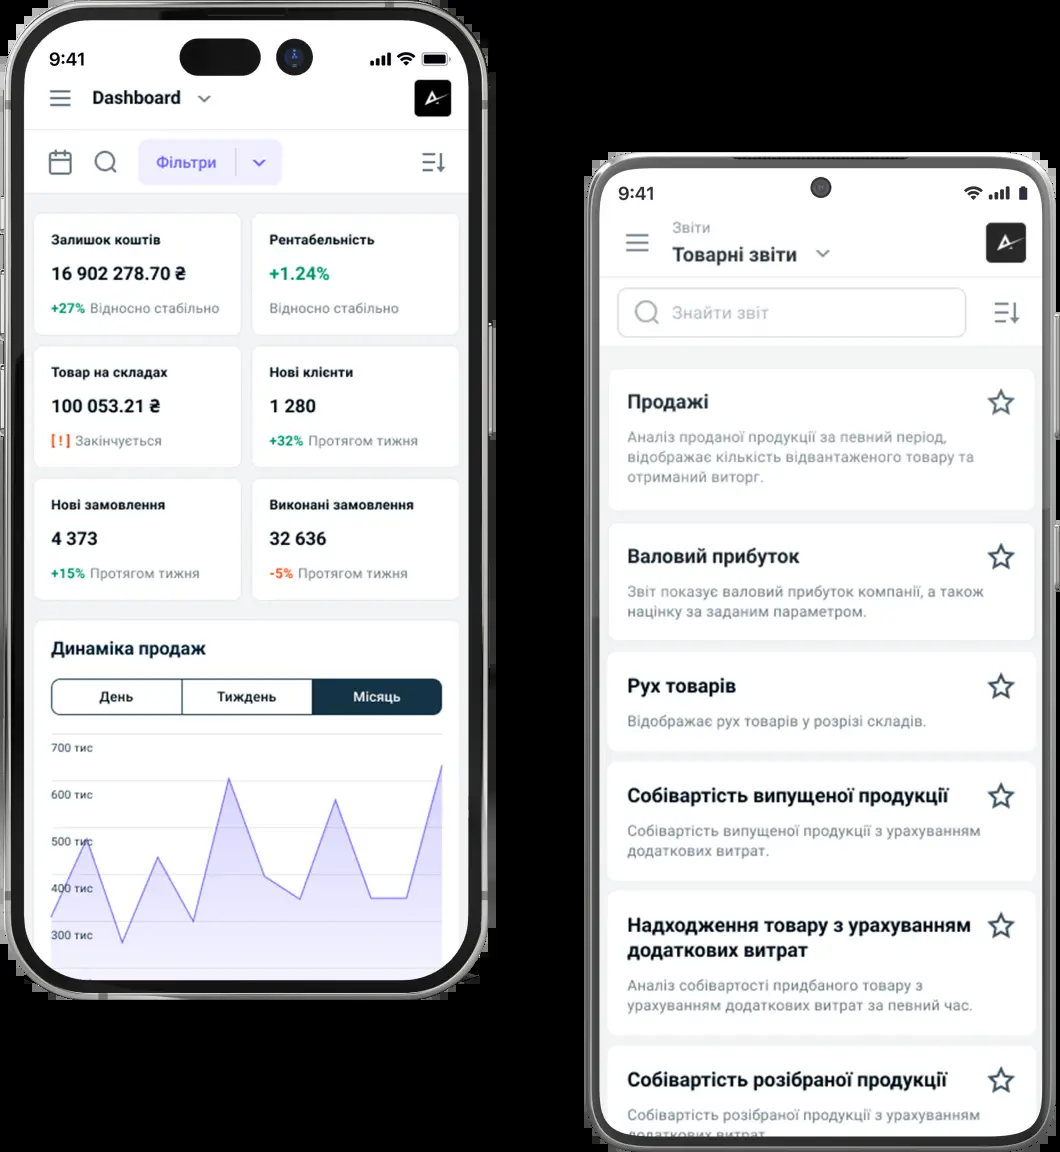 9:41
Dashboard
Фільтри
Залишок коштів
16 902 278.70 ₴
+27% Відносно стабільно
Рентабельність
+1.24%
Відносно стабільно
Товар на складах
100 053.21 ₴
[ ! ] Закінчується
Нові клієнти
1 280
+32% Протягом тижня
Нові замовлення
4 373
+15% Протягом тижня
Виконані замовлення
32 636
-5% Протягом тижня
Динаміка продаж
День
Тиждень
Місяць
700 тис
600 тис
500 тис
400 тис
300 тис
9:41
Звіти
Товарні звіти
Знайти звіт
Продажі
Аналіз проданої продукції за певний період,
відображає кількість відвантаженого товару та
отриманий виторг.
Валовий прибуток
Звіт показує валовий прибуток компанії, а також
націнку за заданим параметром.
Рух товарів
Відображає рух товарів у розрізі складів.
Собівартість випущеної продукції
Собівартість випущеної продукції з урахуванням
додаткових витрат.
Надходження товару з урахуванням
додаткових витрат
Аналіз собівартості придбаного товару з
урахуванням додаткових витрат за певний час.
Собівартість розібраної продукції
Собівартість розібраної продукції з урахуванням
додаткових витрат.